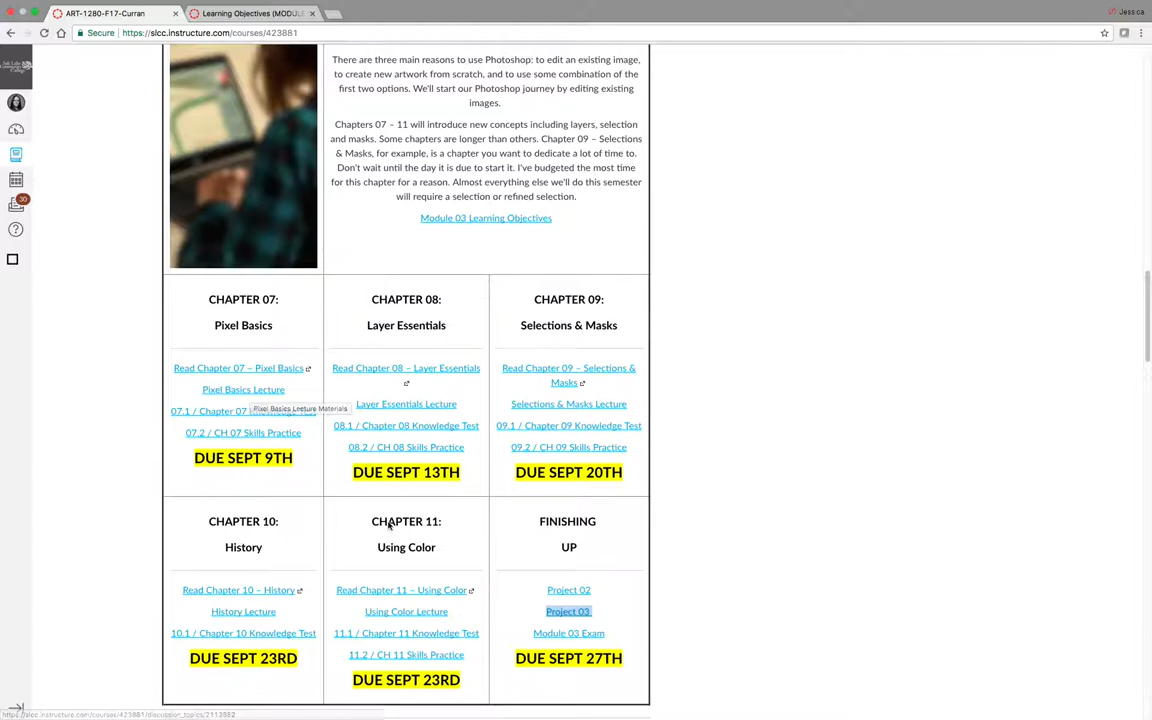 ART-1280-F17-Curran
Learning Objectives (MODULE
Jessica
Secure https://slcc.instructure.com/courses/423881
There are three main reasons to use Photoshop: to edit an existing image,
to create new artwork from scratch, and to use some combination of the
first two options. We'll start our Photoshop journey by editing existing
images.
Chapters 07 – 11 will introduce new concepts including layers, selection
and masks. Some chapters are longer than others. Chapter 09 – Selections
& Masks, for example, is a chapter you want to dedicate a lot of time to.
Don't wait until the day it is due to start it. I've budgeted the most time
for this chapter for a reason. Almost everything else we'll do this semester
will require a selection or refined selection.
Module 03 Learning Objectives
30
CHAPTER 07:
Pixel Basics
Read Chapter 07 – Pixel Basics
Pixel Basics Lecture
Pixel Basics Lecture Materials
07.1 / Chapter 07 Knowledge Test
07.2 / CH 07 Skills Practice
DUE SEPT 9TH
CHAPTER 08:
Layer Essentials
Read Chapter 08 – Layer Essentials
Layer Essentials Lecture
08.1 / Chapter 08 Knowledge Test
08.2 / CH 08 Skills Practice
DUE SEPT 13TH
CHAPTER 09:
Selections & Masks
Read Chapter 09 – Selections &
Masks
Selections & Masks Lecture
09.1 / Chapter 09 Knowledge Test
09.2 / CH 09 Skills Practice
DUE SEPT 20TH
CHAPTER 10:
History
Read Chapter 10 – History
History Lecture
10.1 / Chapter 10 Knowledge Test
DUE SEPT 23RD
CHAPTER 11:
Using Color
Read Chapter 11 – Using Color
Using Color Lecture
11.1 / Chapter 11 Knowledge Test
11.2 / CH 11 Skills Practice
DUE SEPT 23RD
FINISHING
UP
Project 02
Project 03
Module 03 Exam
DUE SEPT 27TH